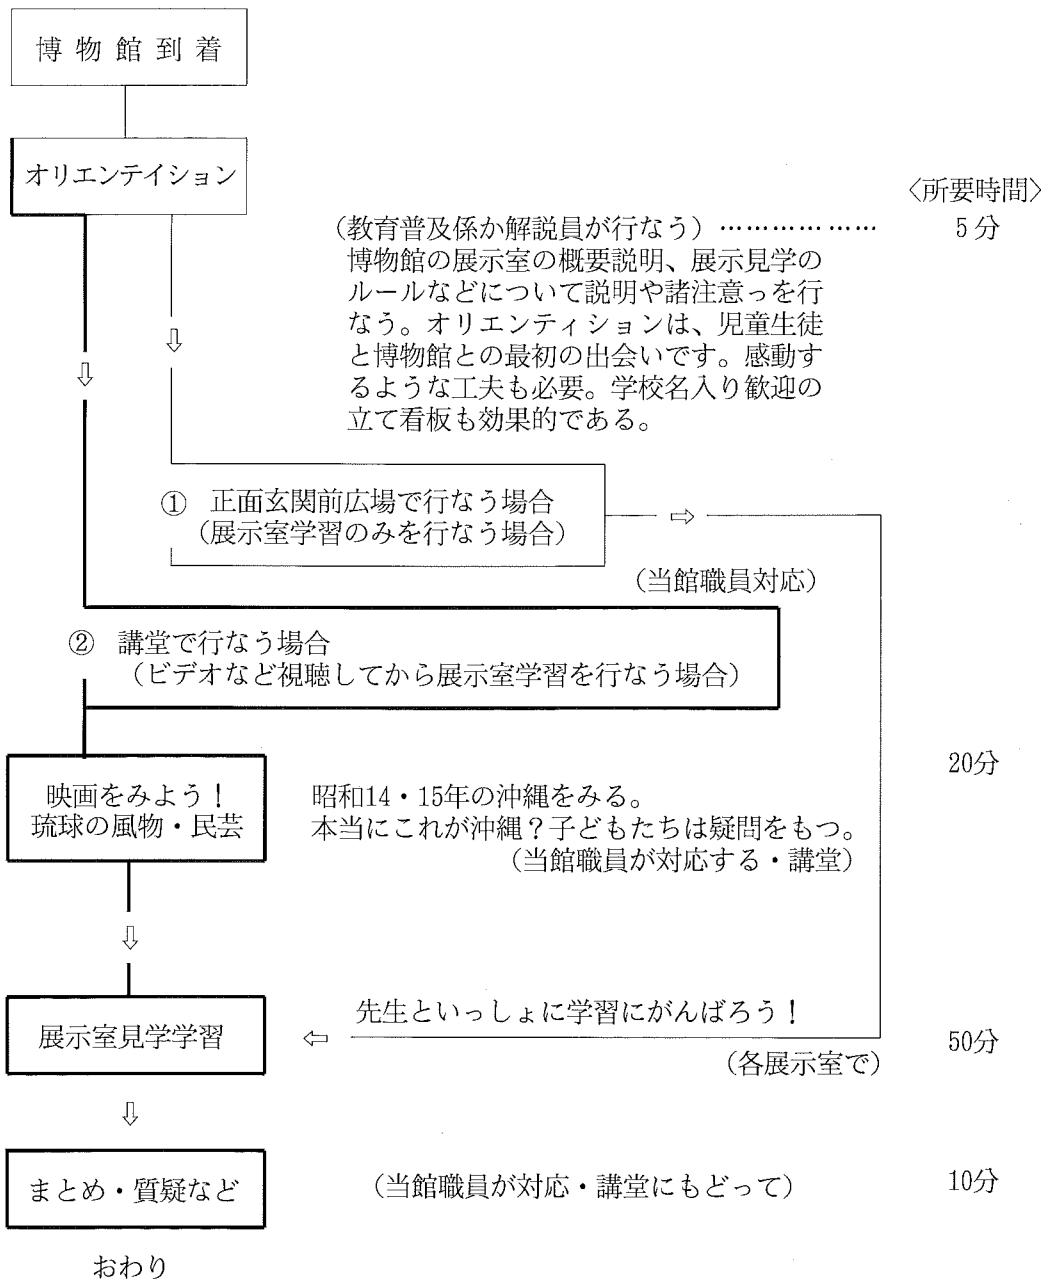 博物館到着
オリエンテイション
〈所要時間〉
(教育普及係か解説員が行なう)……………… 5分
博物館の展示室の概要説明、展示見学の
ルールなどについて説明や諸注意っを行
なう。オリエンティションは、児童生徒
と博物館との最初の出会いです。感動す
るような工夫も必要。学校名入り歓迎の
立て看板も効果的である。
⇩
⇩
① 正面玄関前広場で行なう場合
(展示室学習のみを行なう場合)
⇨
(当館職員対応)
② 講堂で行なう場合
(ビデオなど視聴してから展示室学習を行なう場合)
20分
映画をみよう!
琉球の風物・民芸
昭和14・15年の沖縄をみる。
本当にこれが沖縄?子どもたちは疑問をもつ。
(当館職員が対応する・講堂)
⇩
展示室見学学習
⇦
先生といっしょに学習にがんばろう!
(各展示室で)
50分
⇩
まとめ・質疑など
(当館職員が対応・講堂にもどって)
10分
おわり